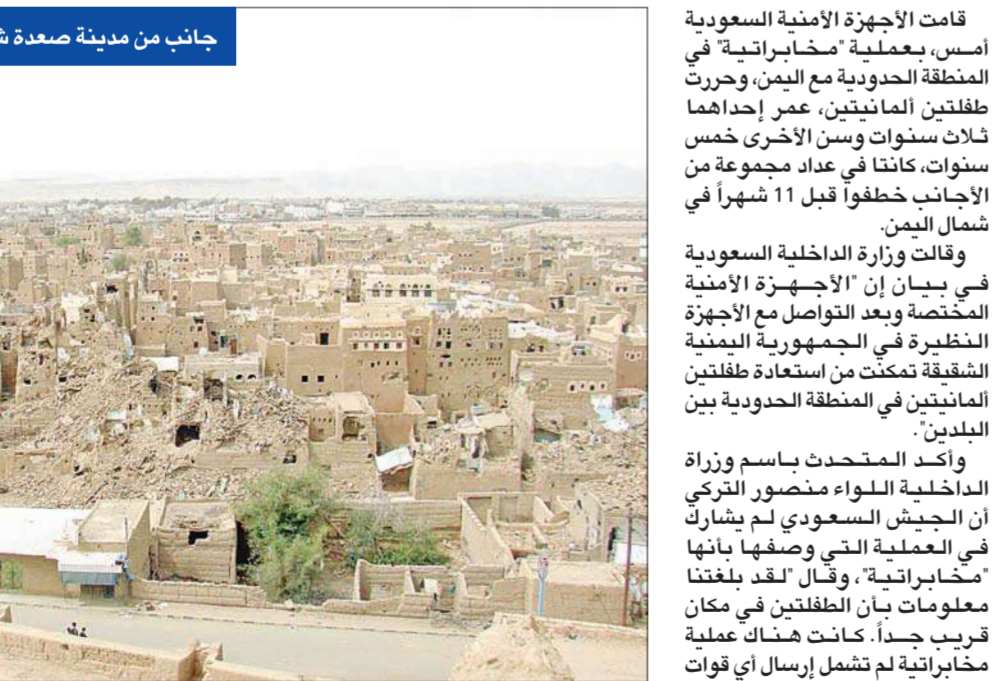 جانب من مدينة صعدة
قامت الأجهزة الأمنية السعودية
أمس، بعملية "مخابراتية" في
المنطقة الحدودية مع اليمن، وحررت
طفلتين ألمانيتين، عمر إحداهما
ثلاث سنوات وسن الأخرى خمس
سنوات، كانتا في عداد مجموعة من
الأجانب خطفوا قبل 11 شهراً في
شمال اليمن.
وقالت وزارة الداخلية السعودية
في بيان إن "الأجهزة الأمنية
المختصة وبعد التواصل مع الأجهزة
النظيرة في الجمهورية اليمنية
الشقيقة تمكنت من استعادة طفلتين
ألمانيتين في المنطقة الحدودية بين
البلدين".
وأكد المتحدث باسم وزراة
الداخلية اللواء منصور التركي
أن الجيش السعودي لم يشارك
في العملية التي وصفها بأنها
"مخابراتية"، وقال "لقد بلغتنا
معلومات بأن الطفلتين في مكان
قريب جداً. كانت هناك عملية
مخابراتية لم تشمل إرسال أي قوات